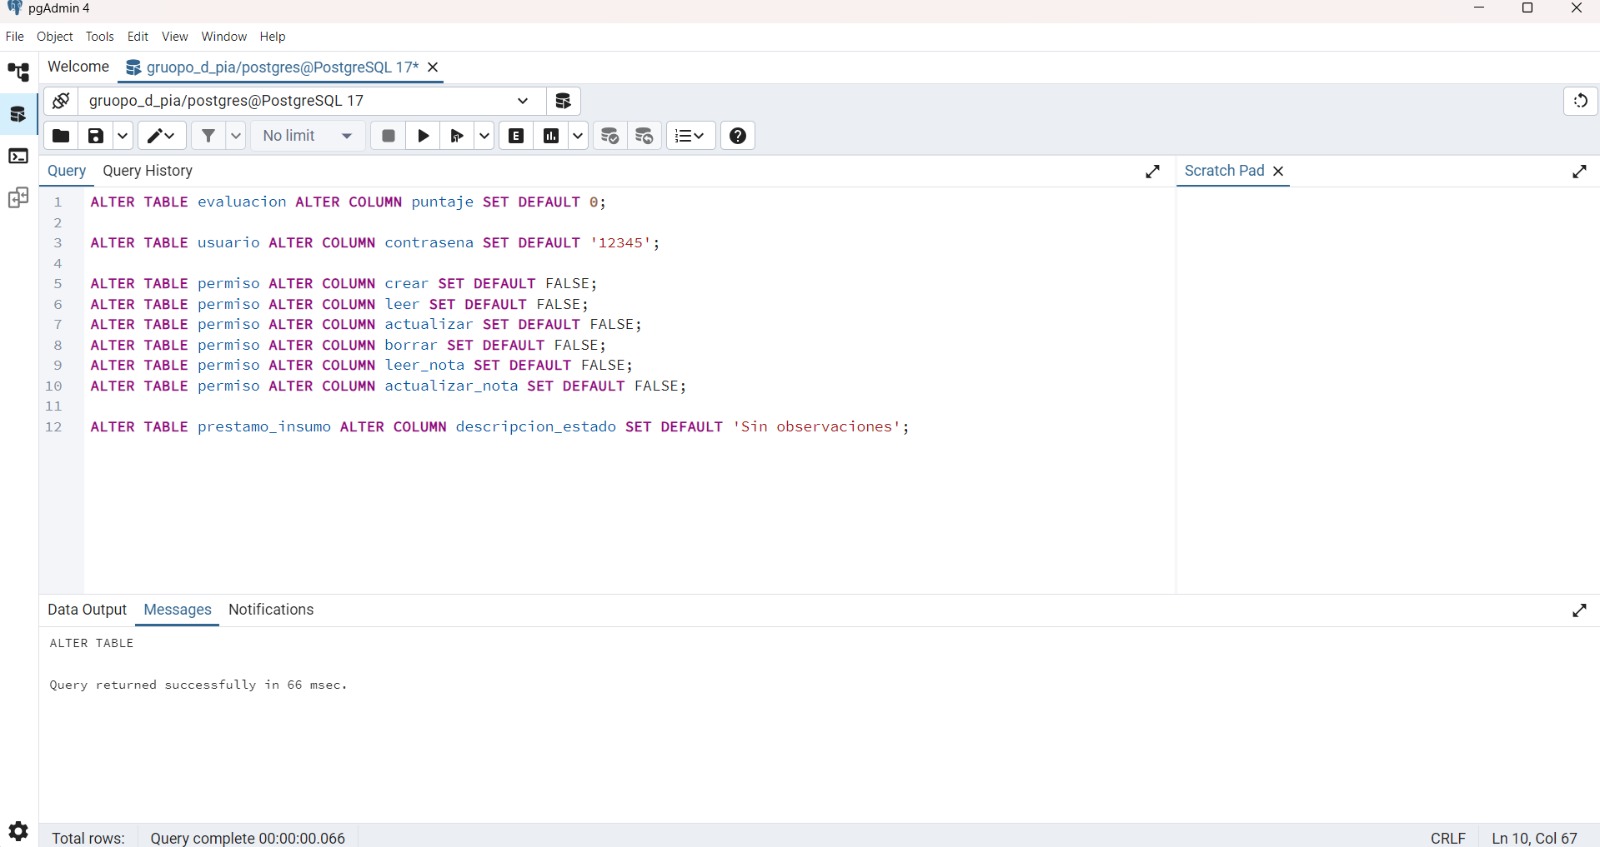 pgAdmin 4
File Object Tools Edit View Window Help
Welcome gruopo_d_pia/postgres@PostgreSQL 17*
gruopo_d_pia/postgres@PostgreSQL 17
No limit E
Query Query History Scratch Pad
1 ALTER TABLE evaluacion ALTER COLUMN puntaje SET DEFAULT 0;
2
3 ALTER TABLE usuario ALTER COLUMN contrasena SET DEFAULT '12345';
4
5 ALTER TABLE permiso ALTER COLUMN crear SET DEFAULT FALSE;
6 ALTER TABLE permiso ALTER COLUMN leer SET DEFAULT FALSE;
7 ALTER TABLE permiso ALTER COLUMN actualizar SET DEFAULT FALSE;
8 ALTER TABLE permiso ALTER COLUMN borrar SET DEFAULT FALSE;
9 ALTER TABLE permiso ALTER COLUMN leer_nota SET DEFAULT FALSE;
10 ALTER TABLE permiso ALTER COLUMN actualizar_nota SET DEFAULT FALSE;
11
12 ALTER TABLE prestamo_insumo ALTER COLUMN descripcion_estado SET DEFAULT 'Sin observaciones';
Data Output Messages Notifications
ALTER TABLE
Query returned successfully in 66 msec.
Total rows: Query complete 00:00:00.066 CRLF Ln 10, Col 67